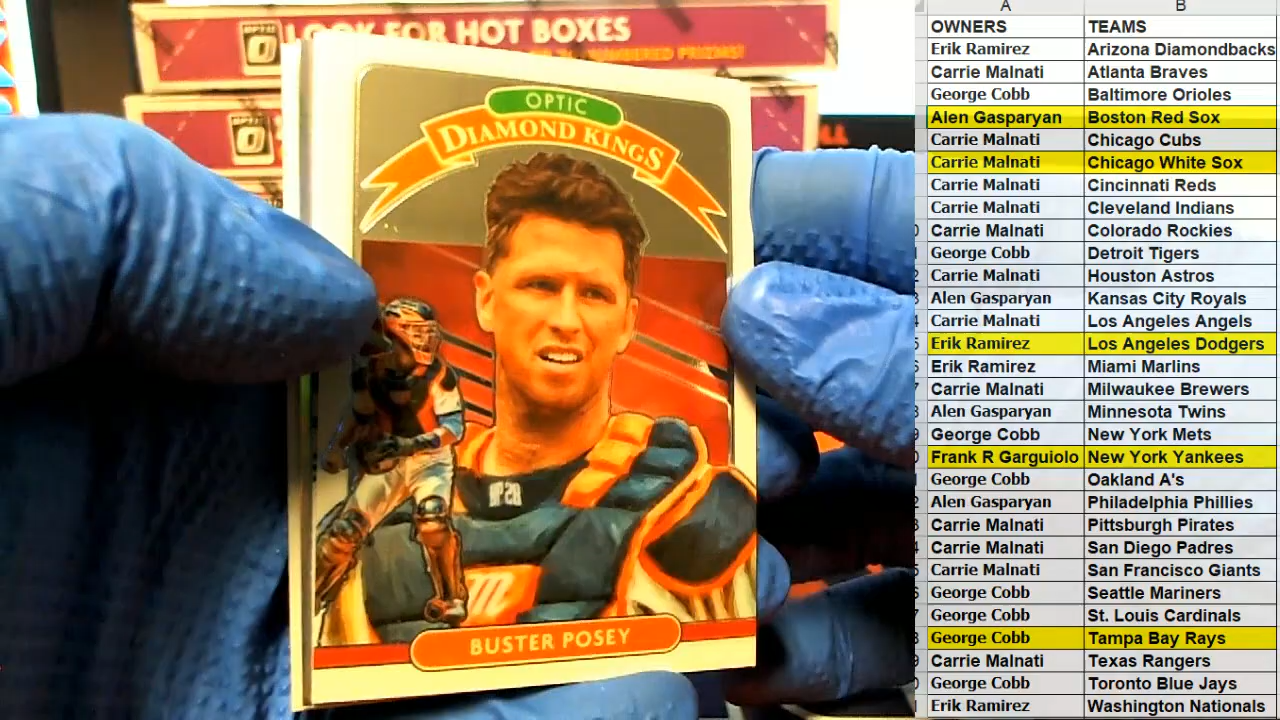 LOOK FOR HOT BOXES
NUMBERED PRIZMS!
OPTIC
DIAMOND KINGS
BP28
BUSTER POSEY
A B
OWNERS TEAMS
Erik Ramirez Arizona Diamondbacks
Carrie Malnati Atlanta Braves
George Cobb Baltimore Orioles
Alen Gasparyan Boston Red Sox
Carrie Malnati Chicago Cubs
Carrie Malnati Chicago White Sox
Carrie Malnati Cincinnati Reds
Carrie Malnati Cleveland Indians
Carrie Malnati Colorado Rockies
George Cobb Detroit Tigers
Carrie Malnati Houston Astros
Alen Gasparyan Kansas City Royals
Carrie Malnati Los Angeles Angels
Erik Ramirez Los Angeles Dodgers
Erik Ramirez Miami Marlins
Carrie Malnati Milwaukee Brewers
Alen Gasparyan Minnesota Twins
George Cobb New York Mets
Frank R Garguiolo New York Yankees
George Cobb Oakland A's
Alen Gasparyan Philadelphia Phillies
Carrie Malnati Pittsburgh Pirates
Carrie Malnati San Diego Padres
Carrie Malnati San Francisco Giants
George Cobb Seattle Mariners
George Cobb St. Louis Cardinals
George Cobb Tampa Bay Rays
Carrie Malnati Texas Rangers
George Cobb Toronto Blue Jays
Erik Ramirez Washington Nationals